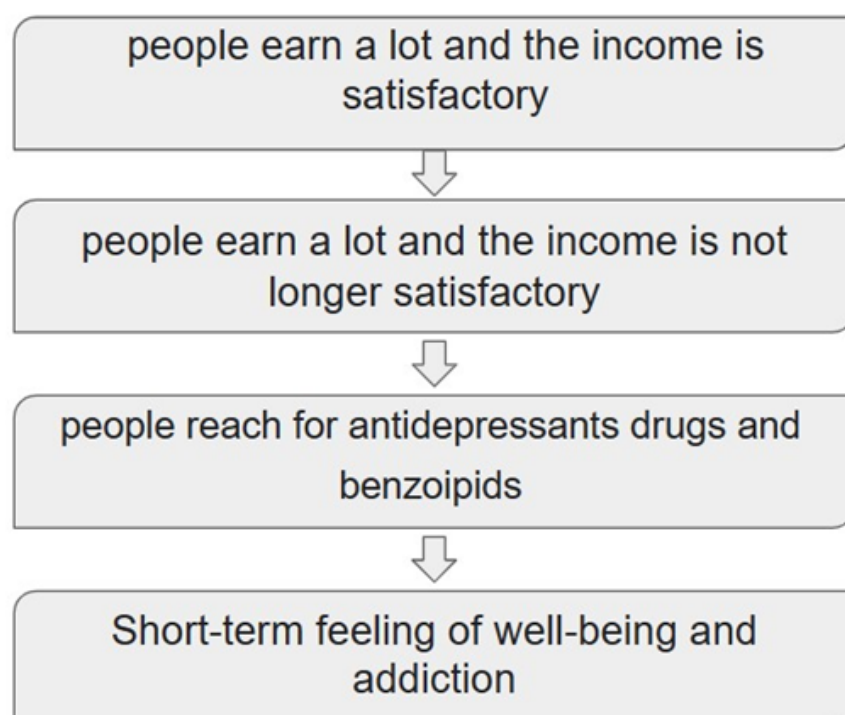 people earn a lot and the income is
satisfactory
people earn a lot and the income is not
longer satisfactory
people reach for antidepressants drugs and
benzoipids
Short-term feeling of well-being and
addiction